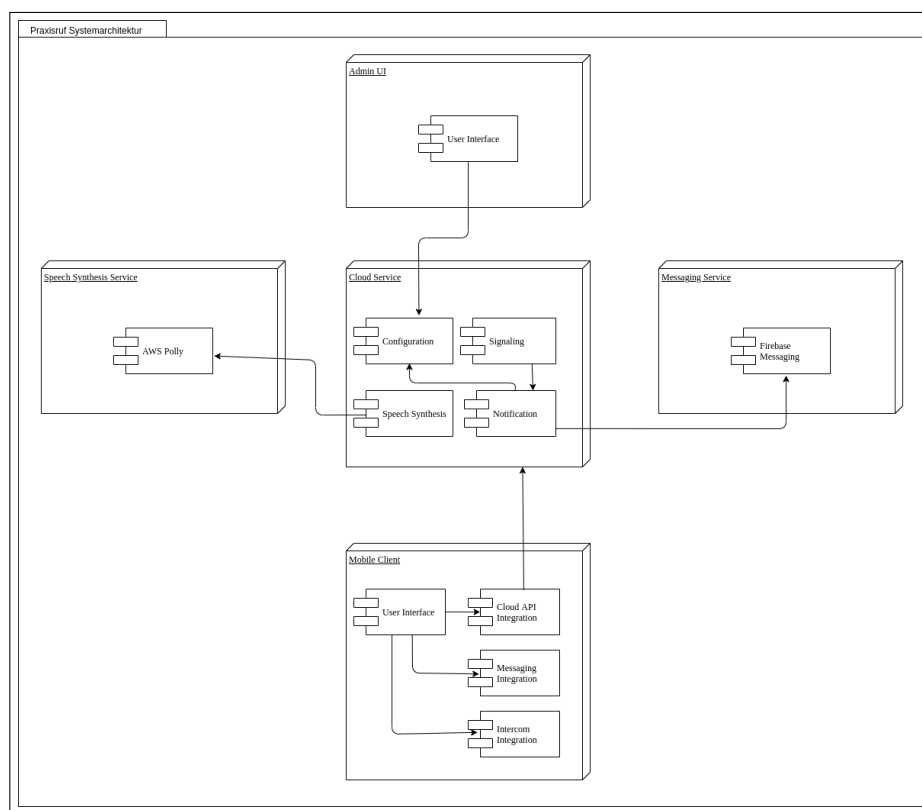 Praxisruf Systemarchitektur
Admin UI
User Interface
Speech Synthesis Service
AWS Polly
Cloud Service
Configuration
Signaling
Speech Synthesis
Notification
Messaging Service
Firebase
Messaging
Mobile Client
User Interface
Cloud API
Integration
Messaging
Integration
Intercom
Integration